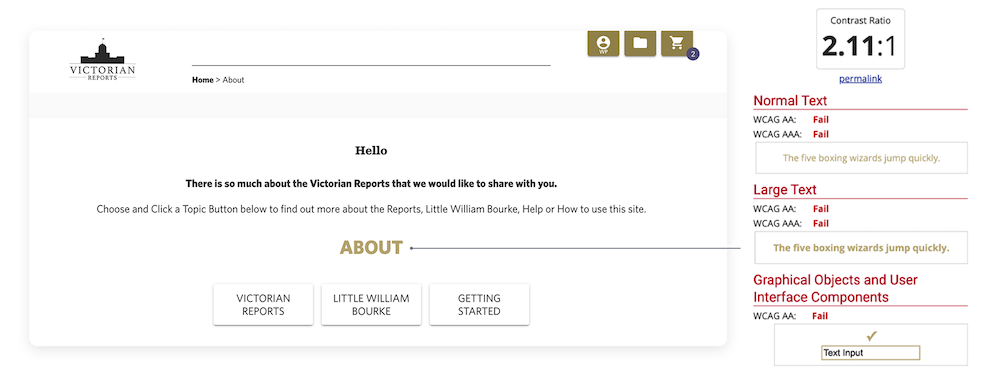 VICTORIAN
REPORTS
WP
2
Home > About
Hello
There is so much about the Victorian Reports that we would like to share with you.
Choose and Click a Topic Button below to find out more about the Reports, Little William Bourke, Help or How to use this site.
ABOUT
VICTORIAN
REPORTS
LITTLE WILLIAM
BOURKE
GETTING
STARTED
Contrast Ratio
2.11:1
permalink
Normal Text
WCAG AA: Fail
WCAG AAA: Fail
The five boxing wizards jump quickly.
Large Text
WCAG AA: Fail
WCAG AAA: Fail
The five boxing wizards jump quickly.
Graphical Objects and User
Interface Components
WCAG AA: Fail
✓
Text Input